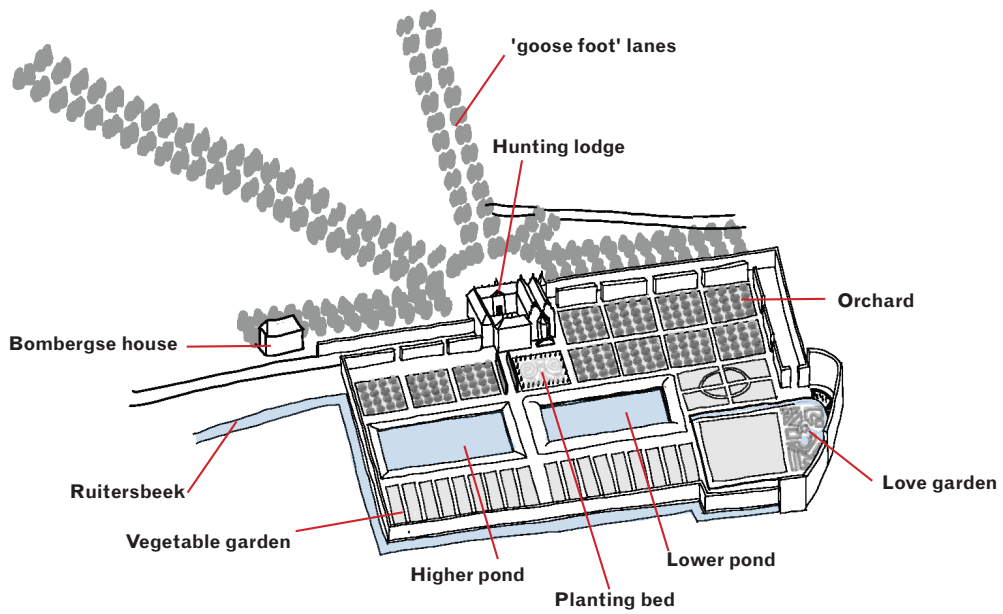 'goose foot' lanes
Hunting lodge
Orchard
Bombergse house
Ruitersbeek
Love garden
Vegetable garden
Lower pond
Higher pond
Planting bed